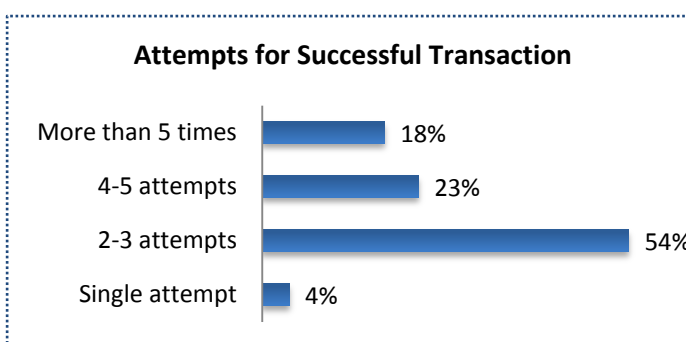 Attempts for Successful Transaction
More than 5 times 18%
4-5 attempts 23%
2-3 attempts 54%
Single attempt 4%